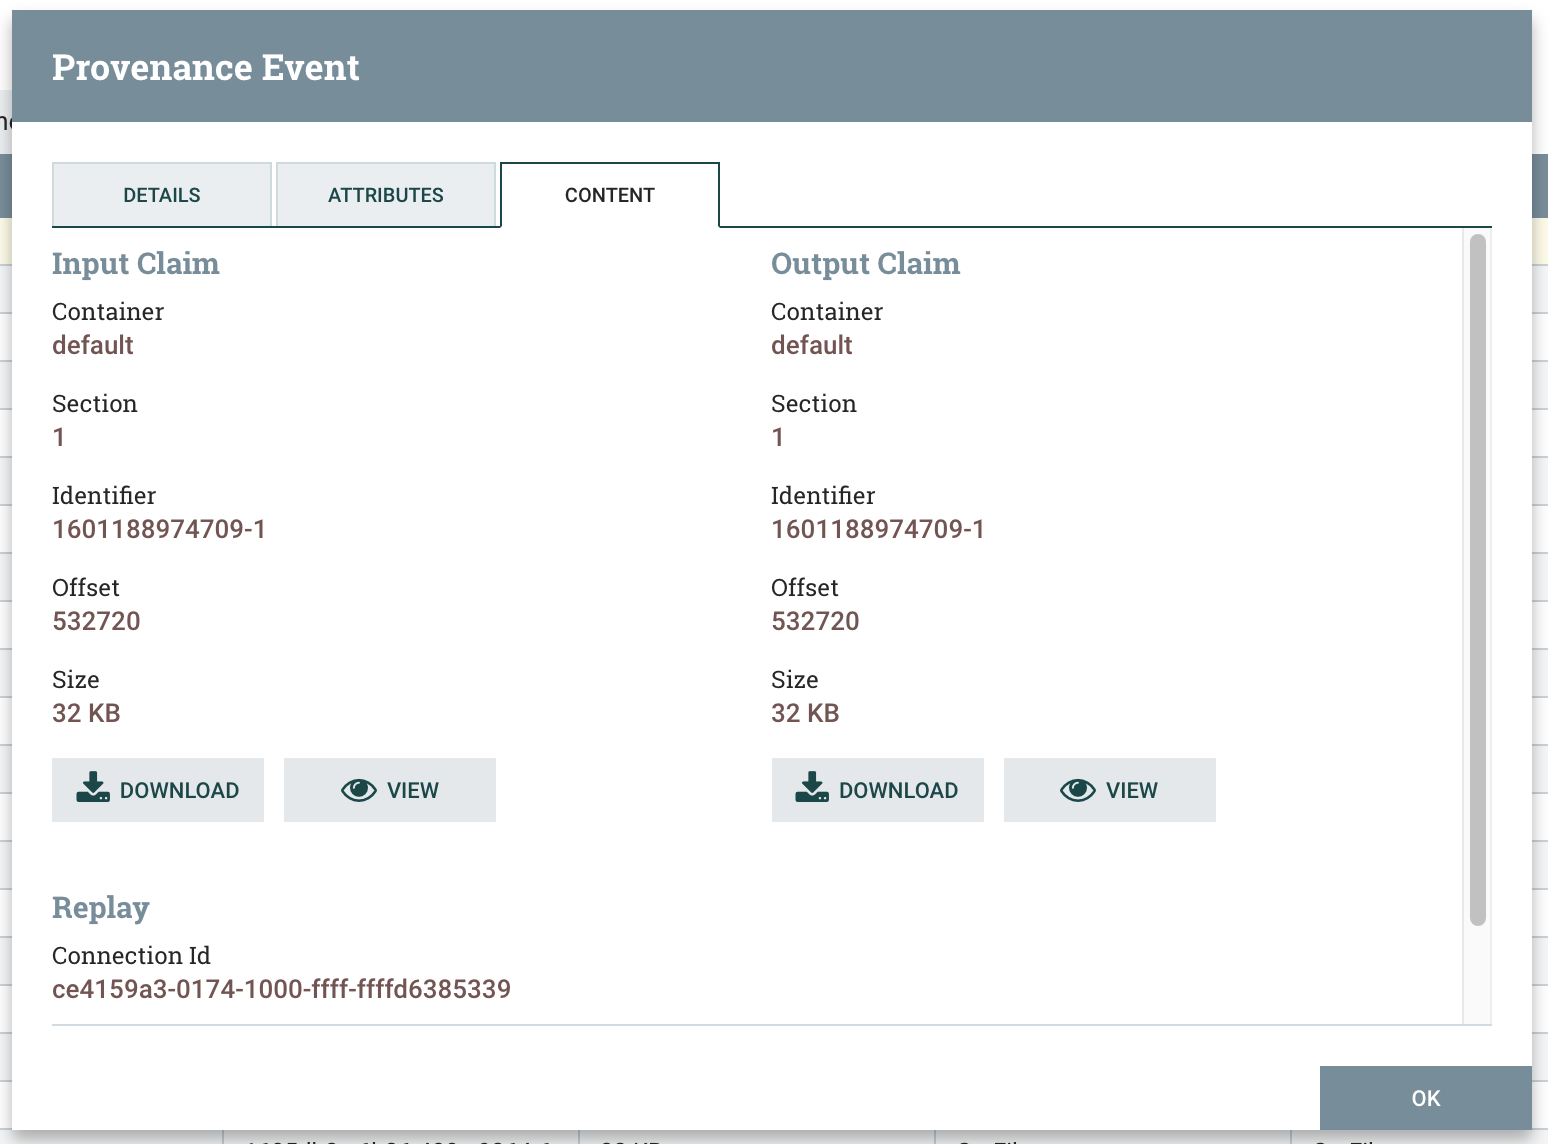 Provenance Event
DETAILS
ATTRIBUTES
CONTENT
Input Claim
Container
default
Section
1
Identifier
1601188974709-1
Offset
532720
Size
32 KB
DOWNLOAD
VIEW
Output Claim
Container
default
Section
1
Identifier
1601188974709-1
Offset
532720
Size
32 KB
DOWNLOAD
VIEW
Replay
Connection Id
ce4159a3-0174-1000-ffff-ffffd6385339
OK